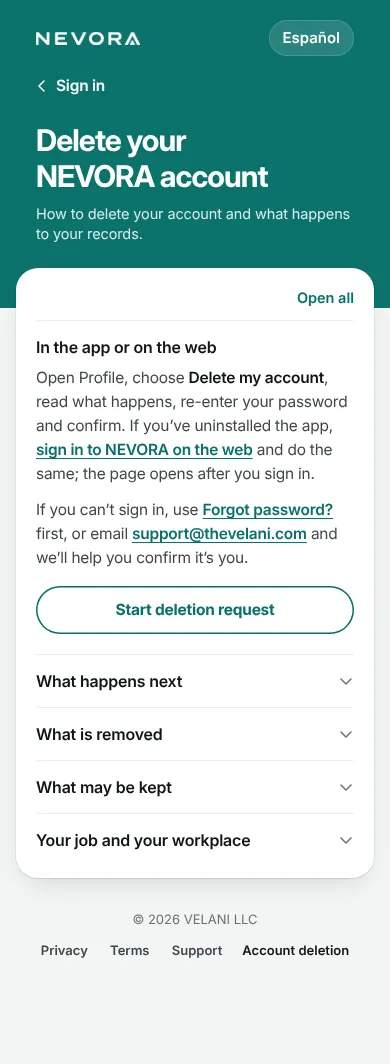 NEVORA
Español
Sign in
Delete your
NEVORA account
How to delete your account and what happens
to your records.
Open all
In the app or on the web
Open Profile, choose Delete my account,
read what happens, re-enter your password
and confirm. If you’ve uninstalled the app,
sign in to NEVORA on the web and do the
same; the page opens after you sign in.
If you can’t sign in, use Forgot password?
first, or email support@thevelani.com and
we’ll help you confirm it’s you.
Start deletion request
What happens next
What is removed
What may be kept
Your job and your workplace
© 2026 VELANI LLC
Privacy Terms Support Account deletion